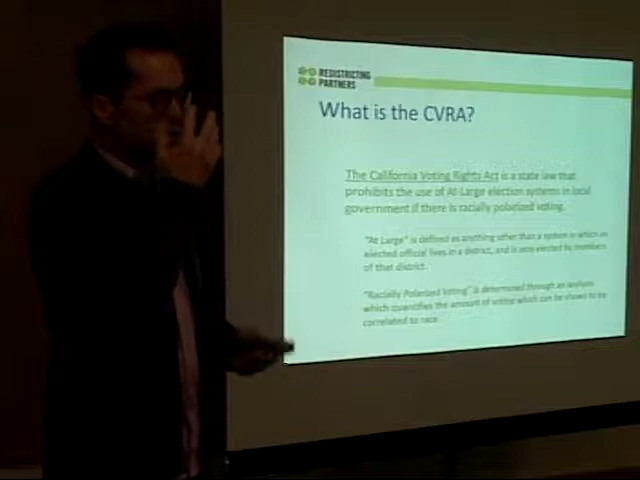 REDISTRICTING
PARTNERS
What is the CVRA?
The California Voting Rights Act is a state law that
prohibits the use of At-Large election systems in local
government if there is racially polarized voting.
"At Large" is defined as anything other than a system in which an
elected official lives in a district, and is only elected by members
of that district.
"Racially Polarized Voting" is determined through an analysis
which quantifies the amount of voting which can be shown to be
correlated to race.